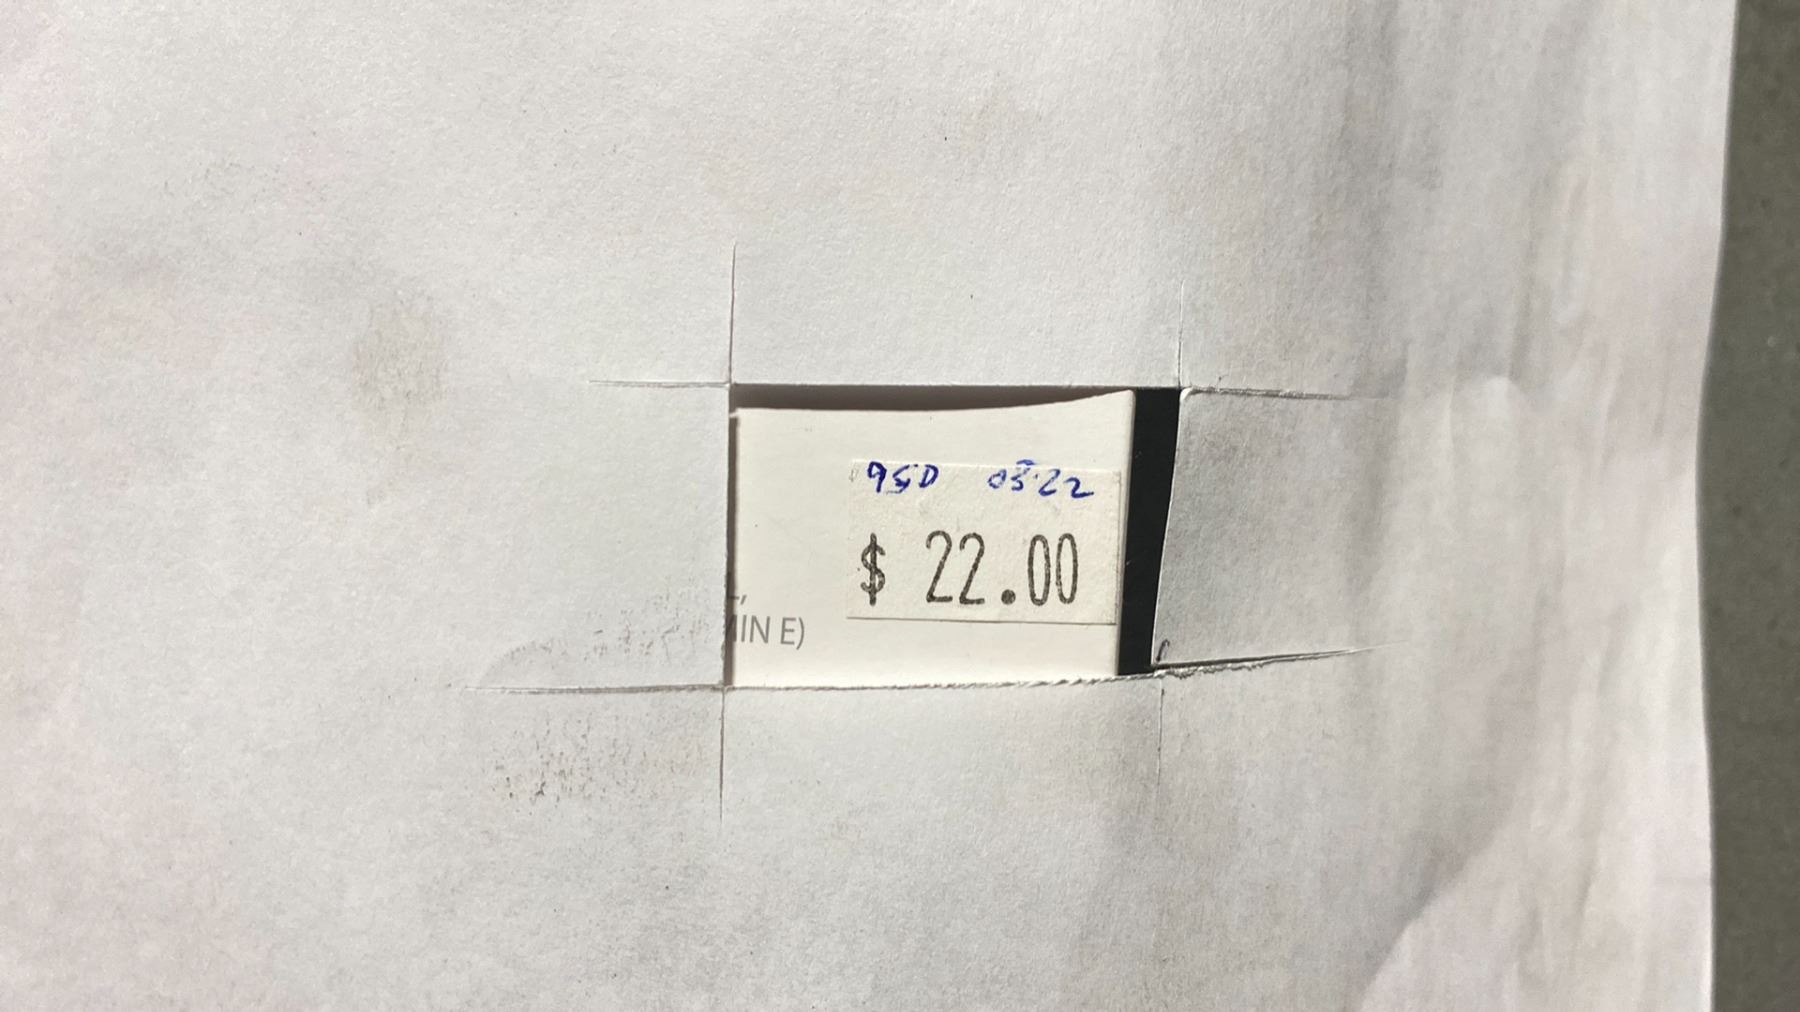 95D 03.22
$ 22.00
IN E)